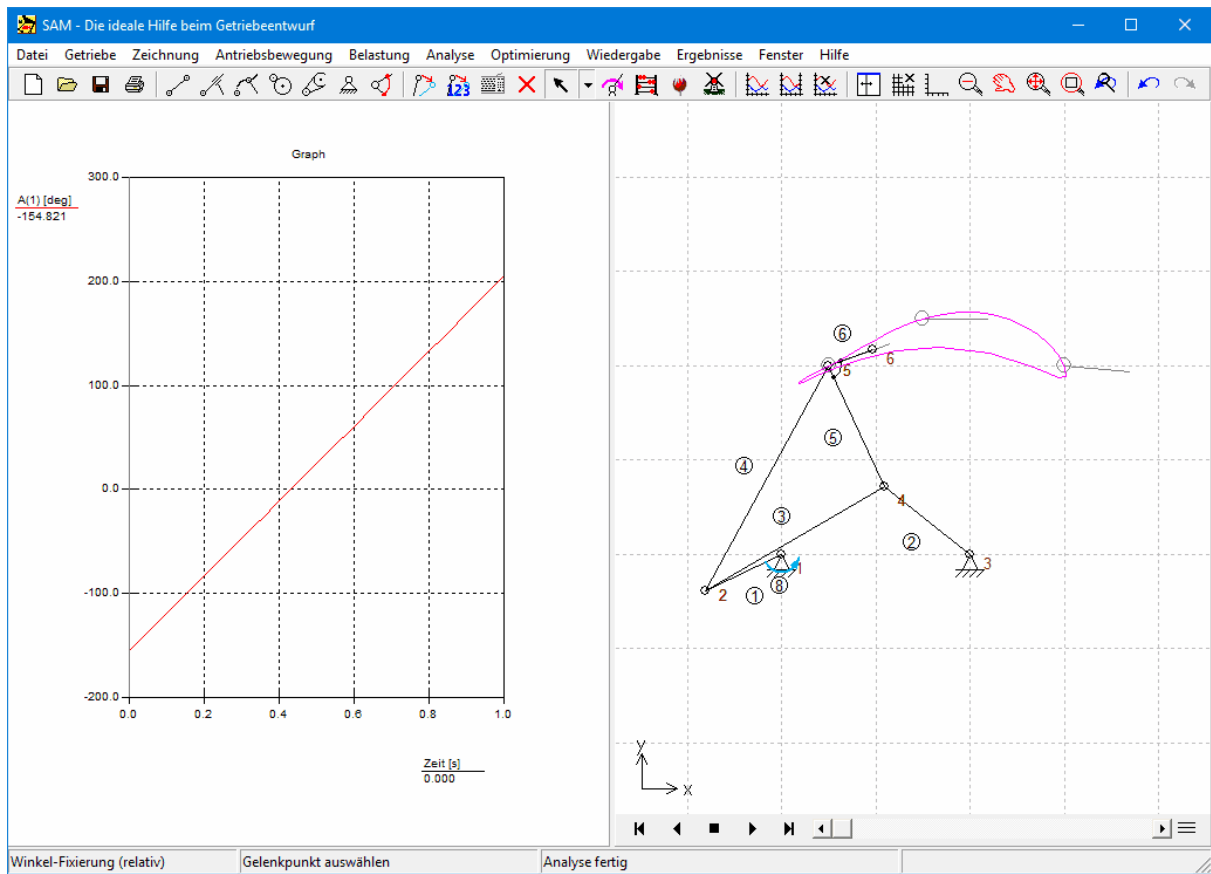 SAM - Die ideale Hilfe beim Getriebeentwurf
Datei Getriebe Zeichnung Antriebsbewegung Belastung Analyse Optimierung Wiedergabe Ergebnisse Fenster Hilfe
123
Graph
A(1) [deg]
-154.821
300.0
200.0
100.0
0.0
-100.0
-200.0
0.0 0.2 0.4 0.6 0.8 1.0
Zeit [s]
0.000
6
6
5
5
4
4
3
2
3
1
8
2
1
y
x
Winkel-Fixierung (relativ) Gelenkpunkt auswählen Analyse fertig